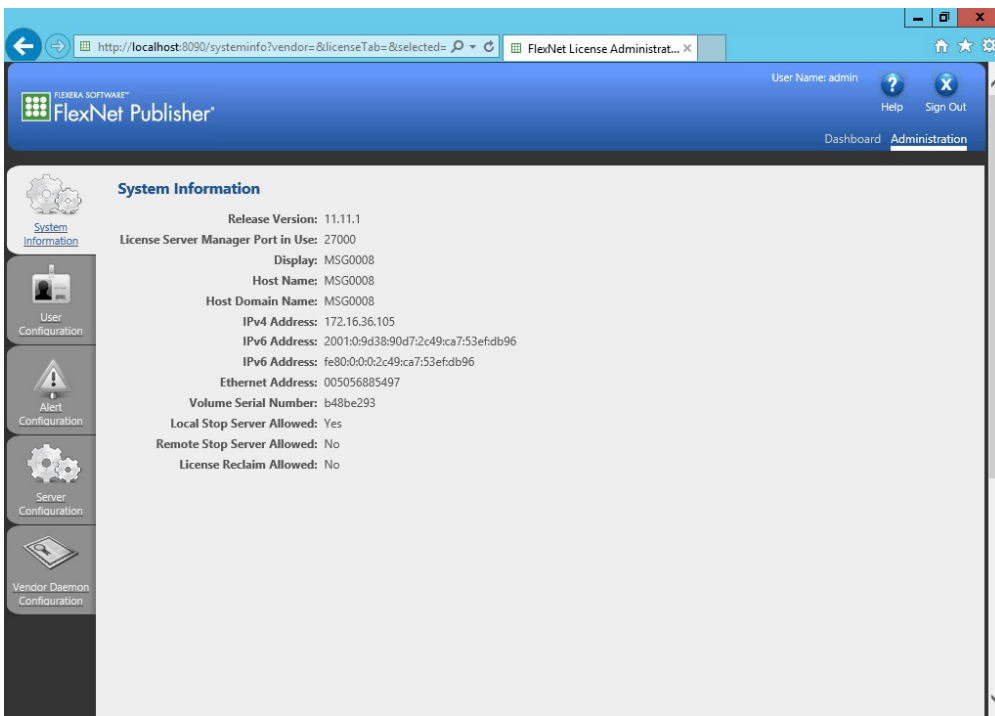 http://localhost:8090/systeminfo?vendor=&licenseTab=&selected=
FlexNet License Administrat...
User Name: admin
FLEXERA SOFTWARE™
FlexNet Publisher®
Help
Sign Out
Dashboard
Administration
System Information
System Information
Release Version: 11.11.1
License Server Manager Port in Use: 27000
Display: MSG0008
Host Name: MSG0008
Host Domain Name: MSG0008
IPv4 Address: 172.16.36.105
IPv6 Address: 2001:0:9d38:90d7:2c49:ca7:53ef:db96
IPv6 Address: fe80:0:0:0:2c49:ca7:53ef:db96
Ethernet Address: 005056885497
Volume Serial Number: b48be293
Local Stop Server Allowed: Yes
Remote Stop Server Allowed: No
License Reclaim Allowed: No
User
Configuration
Alert
Configuration
Server
Configuration
Vendor Daemon
Configuration